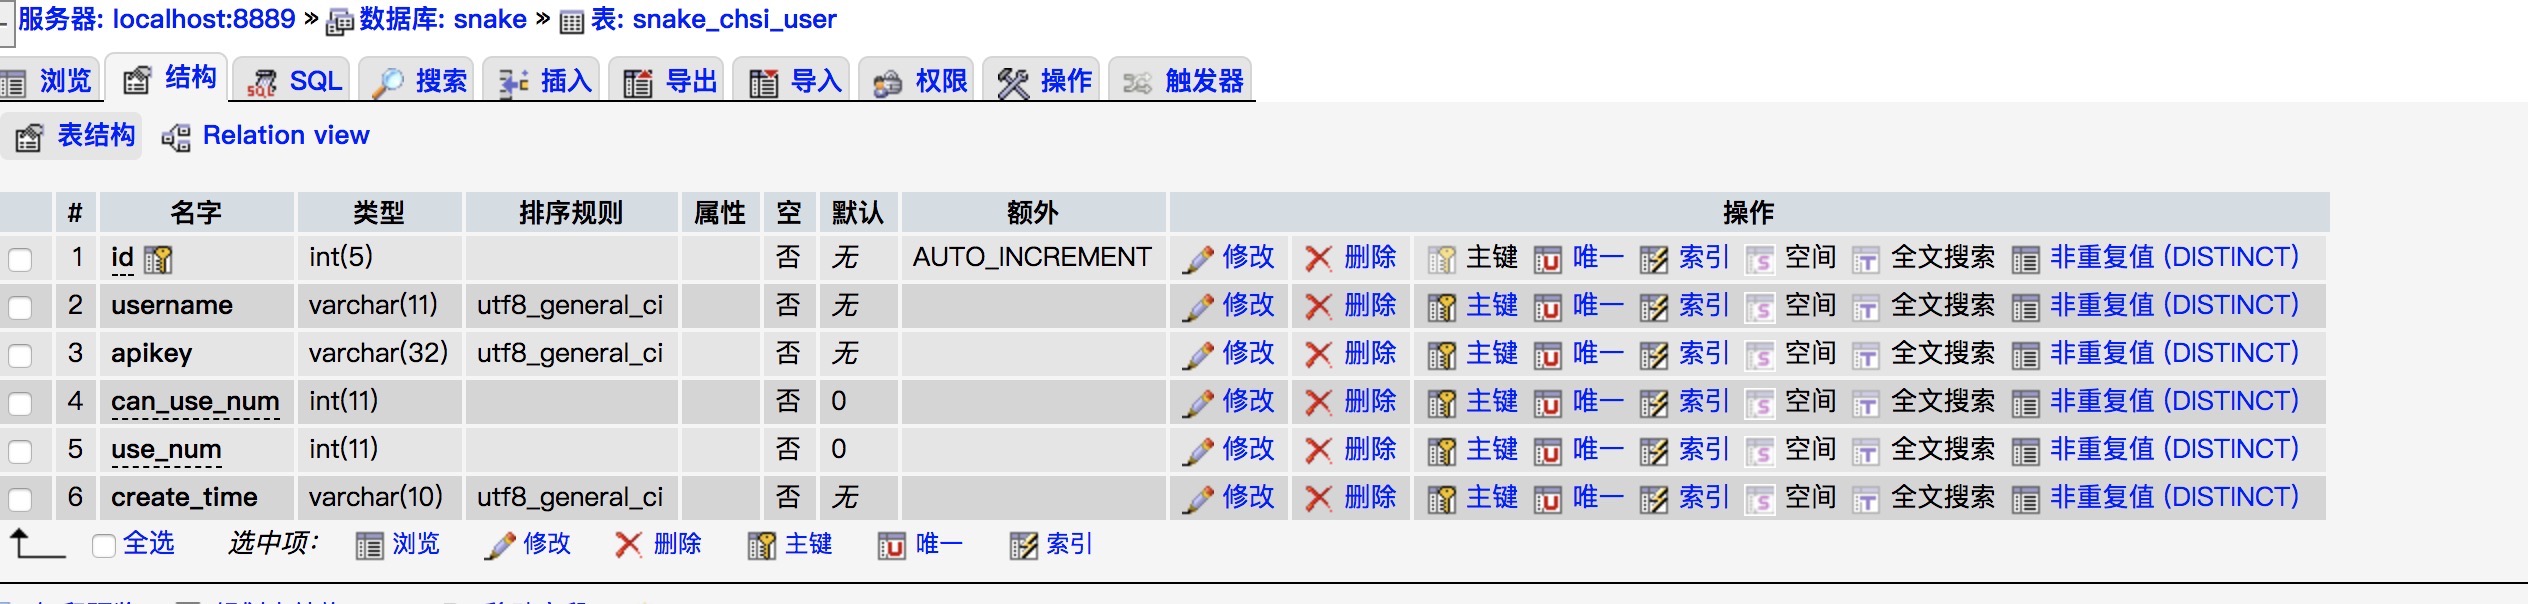 服务器: localhost:8889 » 数据库: snake » 表: snake_chsi_user
浏览 结构 SQL 搜索 插入 导出 导入 权限 操作 触发器
表结构 Relation view
# 名字 类型 排序规则 属性 空 默认 额外 操作
1 id int(5) 否 无 AUTO_INCREMENT 修改 删除 主键 唯一 索引 空间 全文搜索 非重复值 (DISTINCT)
2 username varchar(11) utf8_general_ci 否 无 修改 删除 主键 唯一 索引 空间 全文搜索 非重复值 (DISTINCT)
3 apikey varchar(32) utf8_general_ci 否 无 修改 删除 主键 唯一 索引 空间 全文搜索 非重复值 (DISTINCT)
4 can_use_num int(11) 否 0 修改 删除 主键 唯一 索引 空间 全文搜索 非重复值 (DISTINCT)
5 use_num int(11) 否 0 修改 删除 主键 唯一 索引 空间 全文搜索 非重复值 (DISTINCT)
6 create_time varchar(10) utf8_general_ci 否 无 修改 删除 主键 唯一 索引 空间 全文搜索 非重复值 (DISTINCT)
全选 选中项: 浏览 修改 删除 主键 唯一 索引